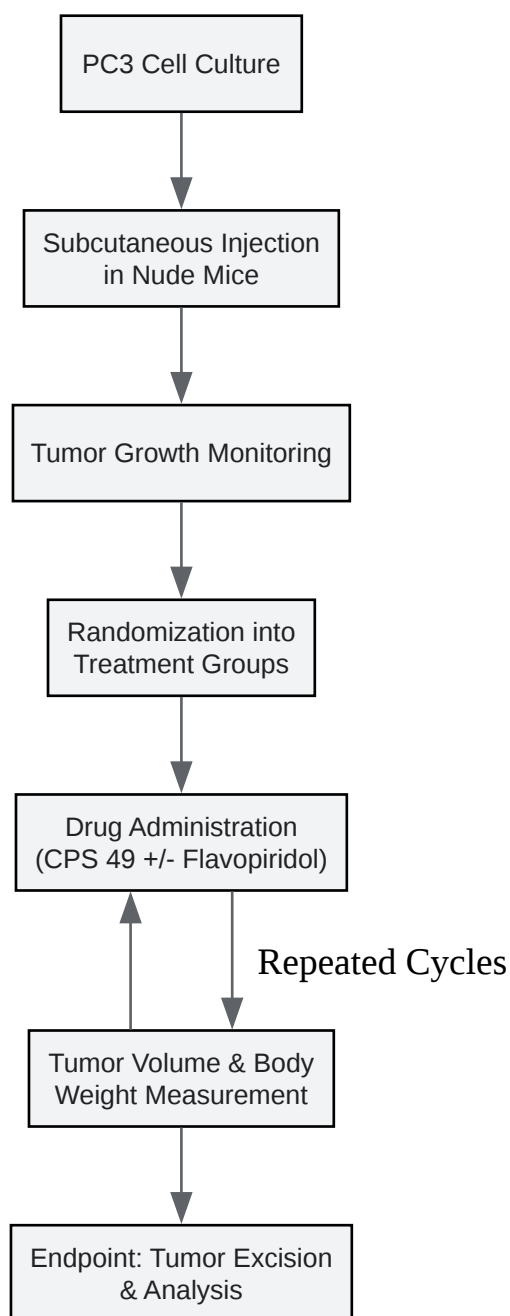 PC3 Cell Culture
Subcutaneous Injection
in Nude Mice
Tumor Growth Monitoring
Randomization into
Treatment Groups
Drug Administration
(CPS 49 +/- Flavopiridol)
Repeated Cycles
Tumor Volume & Body
Weight Measurement
Endpoint: Tumor Excision
& Analysis